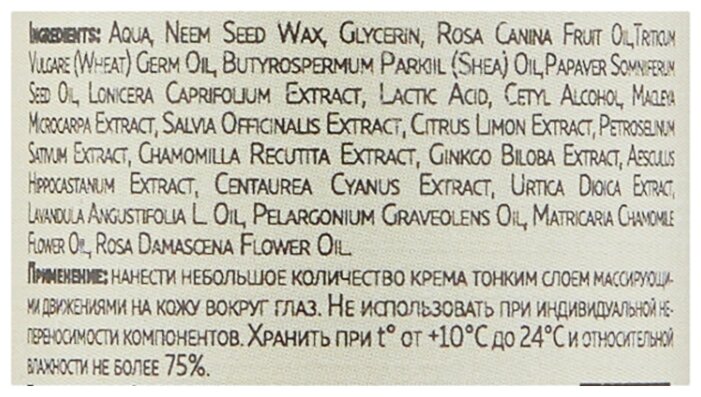 INGREDIENTS: AQUA, NEEM SEED WAX, GLYCERIN, ROSA CANINA FRUIT OIL, TRITICUM
VULGARE (WHEAT) GERM OIL, BUTYROSPERMUM PARKIIL (SHEA) OIL, PAPAVER SOMNIFERUM
SEED OIL, LONICERA CAPRIFOLIUM EXTRACT, LACTIC ACID, CETYL ALCOHOL, MACLEYA
MICROCARPA EXTRACT, SALVIA OFFICINALIS EXTRACT, CITRUS LIMON EXTRACT, PETROSELINUM
SATIVUM EXTRACT, CHAMOMILLA RECUTITA EXTRACT, GINKGO BILOBA EXTRACT, AESCULUS
HIPPOCASTANUM EXTRACT, CENTAUREA CYANUS EXTRACT, URTICA DIOICA EXTRACT,
LAVANDULA ANGUSTIFOLIA L. OIL, PELARGONIUM GRAVEOLENS OIL, MATRICARIA CHAMOMILE
FLOWER OIL, ROSA DAMASCENA FLOWER OIL.
ПРИМЕНЕНИЕ: НАНЕСТИ НЕБОЛЬШОЕ КОЛИЧЕСТВО КРЕМА ТОНКИМ СЛОЕМ МАССИРУЮЩИ-
МИ ДВИЖЕНИЯМИ НА КОЖУ ВОКРУГ ГЛАЗ. НЕ ИСПОЛЬЗОВАТЬ ПРИ ИНДИВИДУАЛЬНОЙ НЕ-
ПЕРЕНОСИМОСТИ КОМПОНЕНТОВ. ХРАНИТЬ ПРИ t° ОТ +10°C ДО 24°C И ОТНОСИТЕЛЬНОЙ
ВЛАЖНОСТИ НЕ БОЛЕЕ 75%.